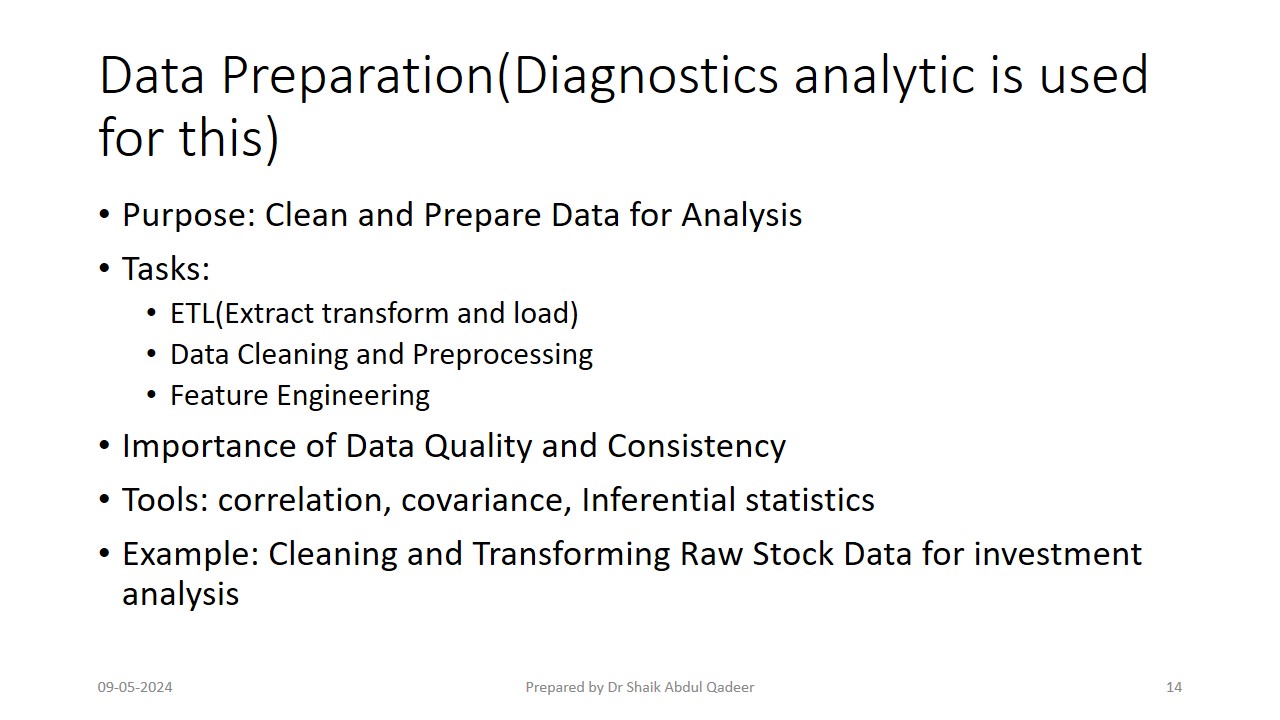 Data Preparation(Diagnostics analytic is used
for this)
• Purpose: Clean and Prepare Data for Analysis
• Tasks:
• ETL(Extract transform and load)
• Data Cleaning and Preprocessing
• Feature Engineering
• Importance of Data Quality and Consistency
• Tools: correlation, covariance, Inferential statistics
• Example: Cleaning and Transforming Raw Stock Data for investment
analysis
09-05-2024 Prepared by Dr Shaik Abdul Qadeer 14